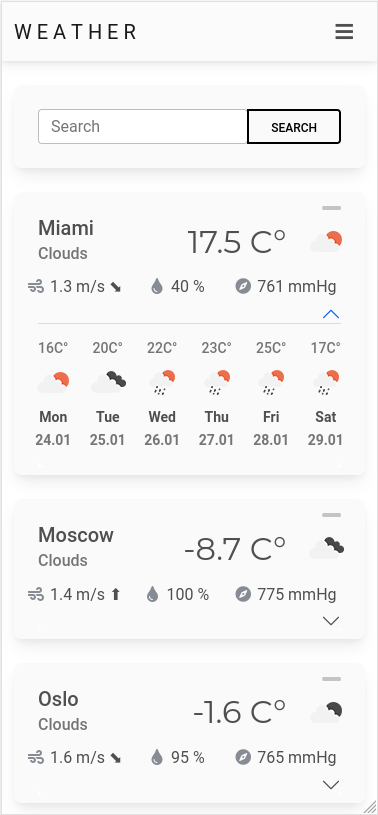 WEATHER
Search SEARCH
Miami
17.5 C°
Clouds
1.3 m/s 40 % 761 mmHg
16C° 20C° 22C° 23C° 25C° 17C°
Mon Tue Wed Thu Fri Sat
24.01 25.01 26.01 27.01 28.01 29.01
Moscow
-8.7 C°
Clouds
1.4 m/s 100 % 775 mmHg
Oslo
-1.6 C°
Clouds
1.6 m/s 95 % 765 mmHg